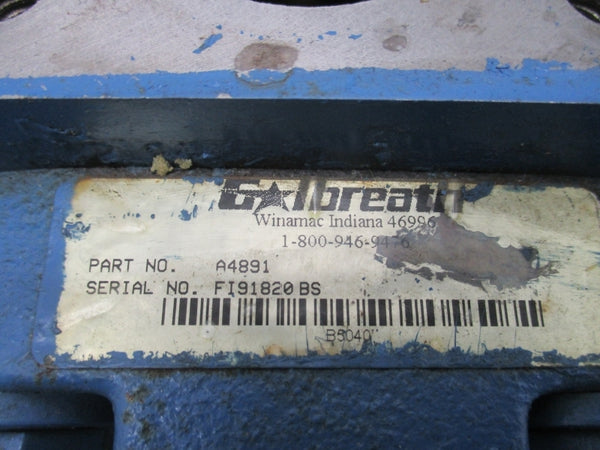 Galbreath
Winamac Indiana 46996
1-800-946-9476
PART NO. A4891
SERIAL NO. FI91820 BS
BS040"